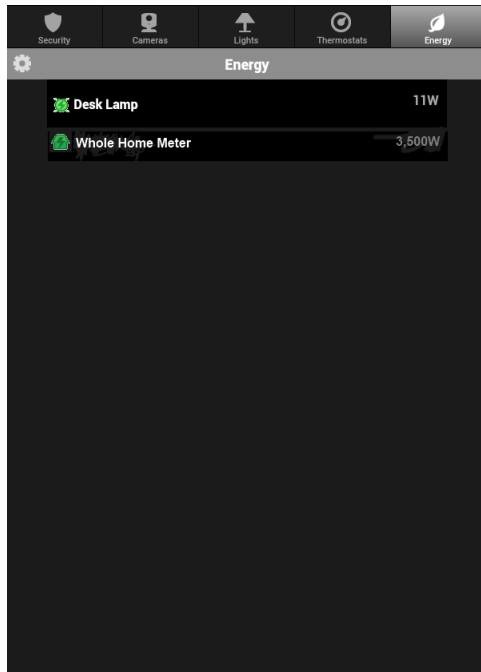 Security Cameras Lights Thermostats Energy
Energy
Desk Lamp 11W
Whole Home Meter 3,500W